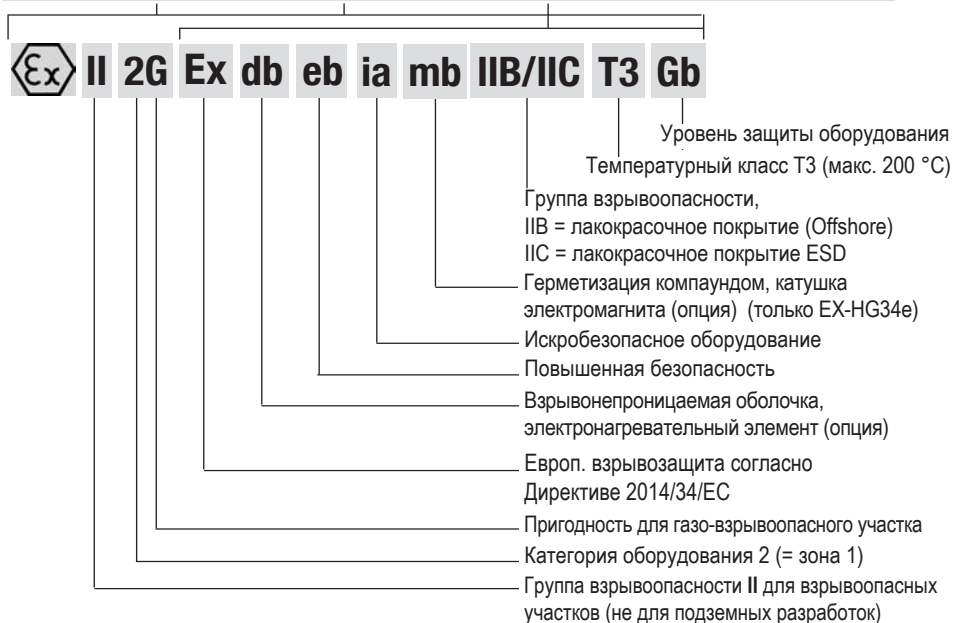 Ex II 2G Ex db eb ia mb IIB/IIC T3 Gb
Уровень защиты оборудования
Температурный класс Т3 (макс. 200 °C)
Группа взрывоопасности,
IIB = лакокрасочное покрытие (Offshore)
IIC = лакокрасочное покрытие ESD
Герметизация компаундом, катушка
электромагнита (опция) (только EX-HG34e)
Искробезопасное оборудование
Повышенная безопасность
Взрывонепроницаемая оболочка,
электронагревательный элемент (опция)
Европ. взрывозащита согласно
Директиве 2014/34/ЕС
Пригодность для газо-взрывоопасного участка
Категория оборудования 2 (= зона 1)
Группа взрывоопасности II для взрывоопасных
участков (не для подземных разработок)